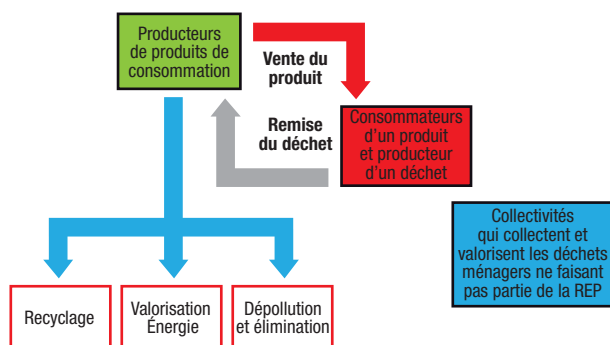 Producteurs
de produits de
consommation
Vente du
produit
Remise
du déchet
Consommateurs
d'un produit
et producteur
d'un déchet
Collectivités
qui collectent et
valorisent les déchets
ménagers ne faisant
pas partie de la REP
Recyclage
Valorisation
Énergie
Dépollution
et élimination